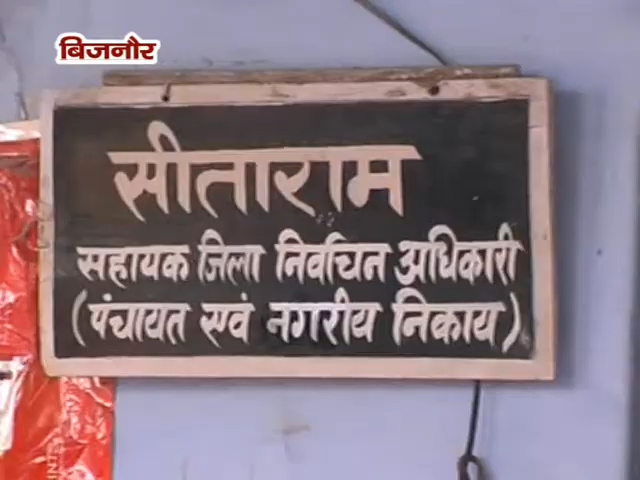 बिजनौर
सीताराम
सहायक जिला निर्वाचन अधिकारी
(पंचायत एवं नगरीय निकाय)